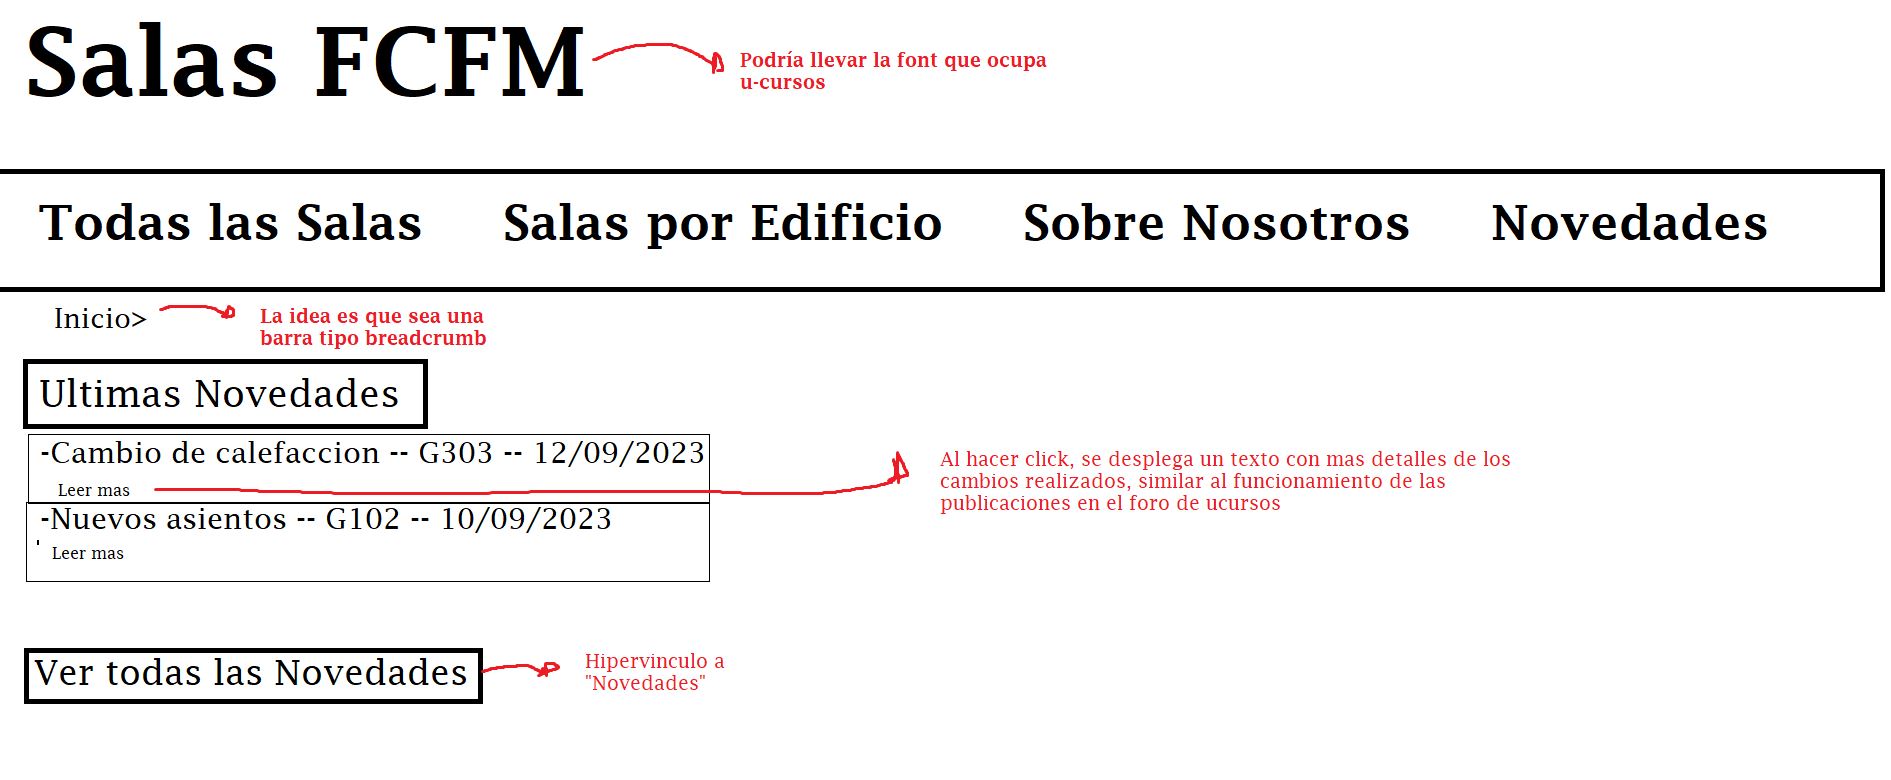 Salas FCFM
Podría llevar la font que ocupa
u-cursos
Todas las Salas Salas por Edificio Sobre Nosotros Novedades
Inicio>
La idea es que sea una
barra tipo breadcrumb
Ultimas Novedades
-Cambio de calefaccion -- G303 -- 12/09/2023
Leer mas
Al hacer click, se desplega un texto con mas detalles de los
cambios realizados, similar al funcionamiento de las
publicaciones en el foro de ucursos
-Nuevos asientos -- G102 -- 10/09/2023
Leer mas
Ver todas las Novedades
Hipervinculo a
"Novedades"